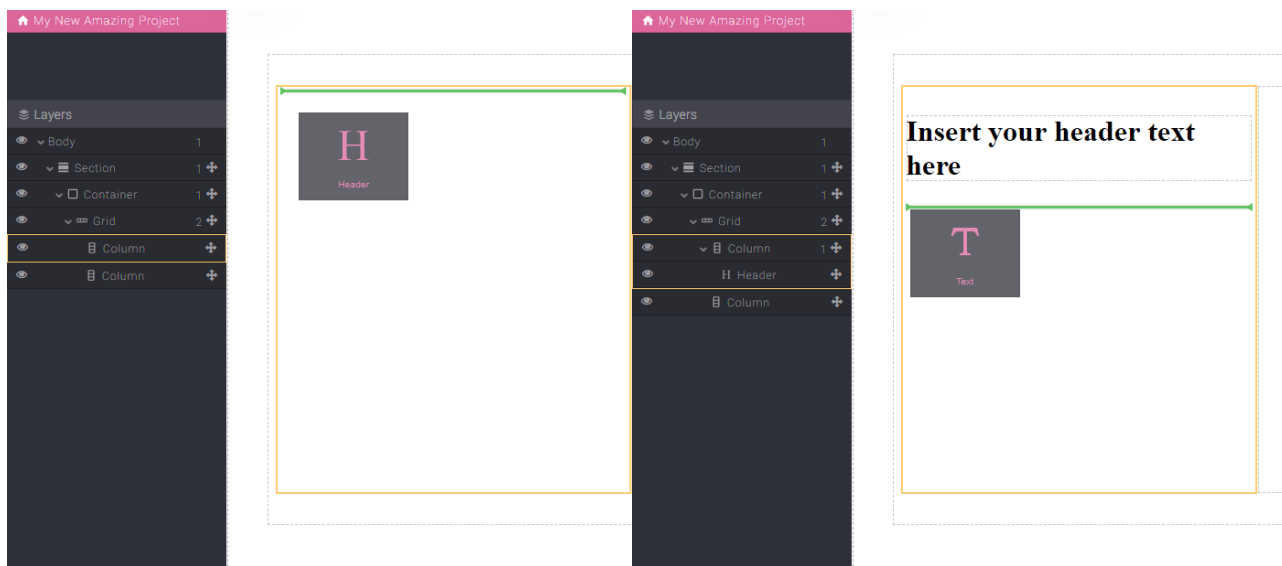 My New Amazing Project
Layers
Body 1
Section 1
Container 1
Grid 2
Column
Column
H
Header
My New Amazing Project
Layers
Body 1
Section 1
Container 1
Grid 2
Column 1
H Header
Column
Insert your header text
here
T
Text